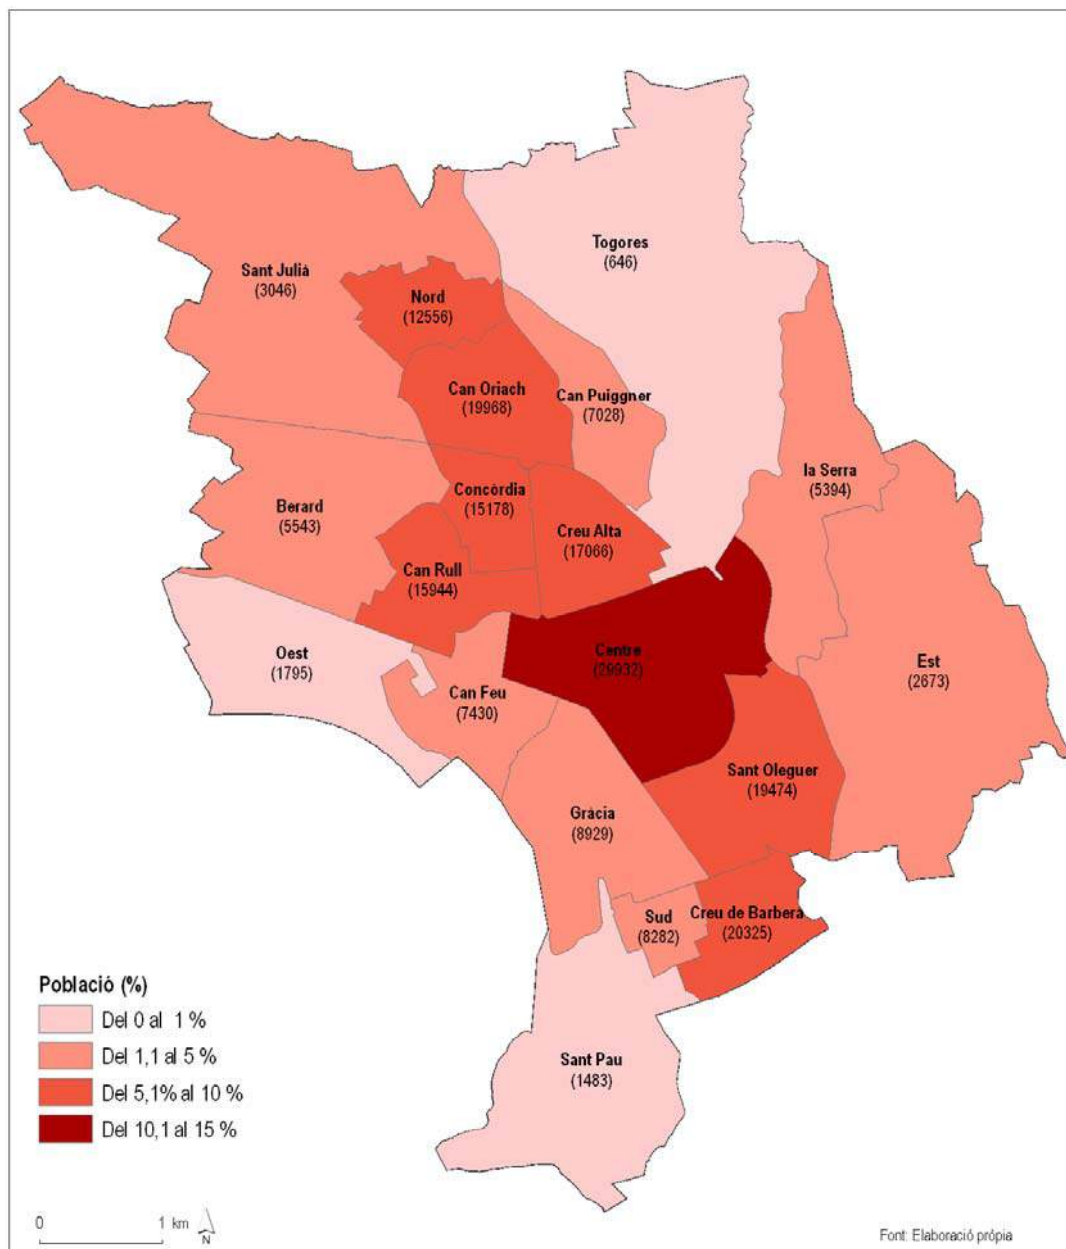 Togores
(646)
Sant Julià
(3046)
Nord
(12556)
Can Oriach
(19968)
Can Puiggner
(7028)
la Serra
(5394)
Concòrdia
(15178)
Berard
(5543)
Creu Alta
(17066)
Can Rull
(15944)
Centre
(29932)
Oest
(1795)
Est
(2673)
Can Feu
(7430)
Sant Oleguer
(19474)
Gràcia
(8929)
Sud
(8282)
Creu de Barberà
(20325)
Sant Pau
(1483)
Població (%)
Del 0 al 1 %
Del 1,1 al 5 %
Del 5,1% al 10 %
Del 10,1 al 15 %
0 1 km
N
Font: Elaboració pròpia